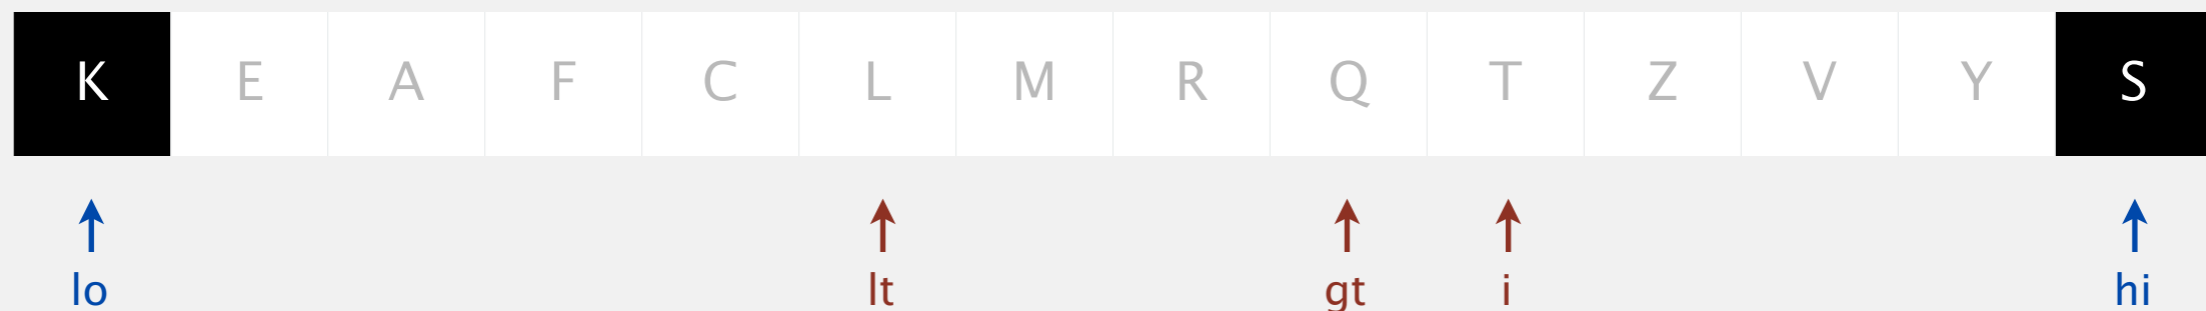 K E A F C L M R Q T Z V Y S
lo lt gt i hi